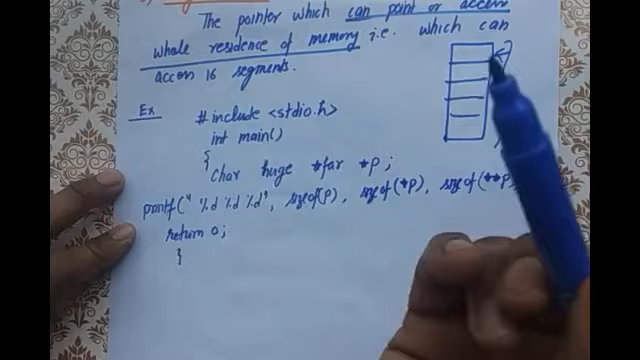 The pointer which can point or access
whole residence of memory i.e. which can
access 16 segments.
Ex
# include <stdio.h>
int main()
{
char huge *far *p;
printf(" %d %d %d", sizeof(p), sizeof(*p), sizeof(**p
return 0;
}